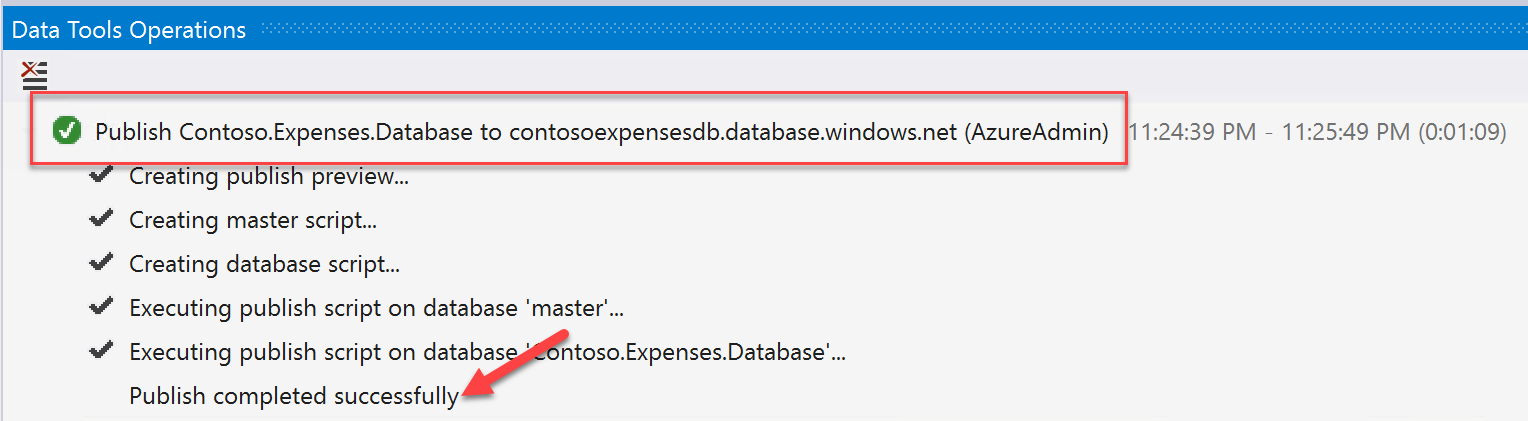 Data Tools Operations
Publish Contoso.Expenses.Database to contosoexpensesdb.database.windows.net (AzureAdmin) 11:24:39 PM - 11:25:49 PM (0:01:09)
Creating publish preview...
Creating master script...
Creating database script...
Executing publish script on database 'master'...
Executing publish script on database 'Contoso.Expenses.Database'...
Publish completed successfully